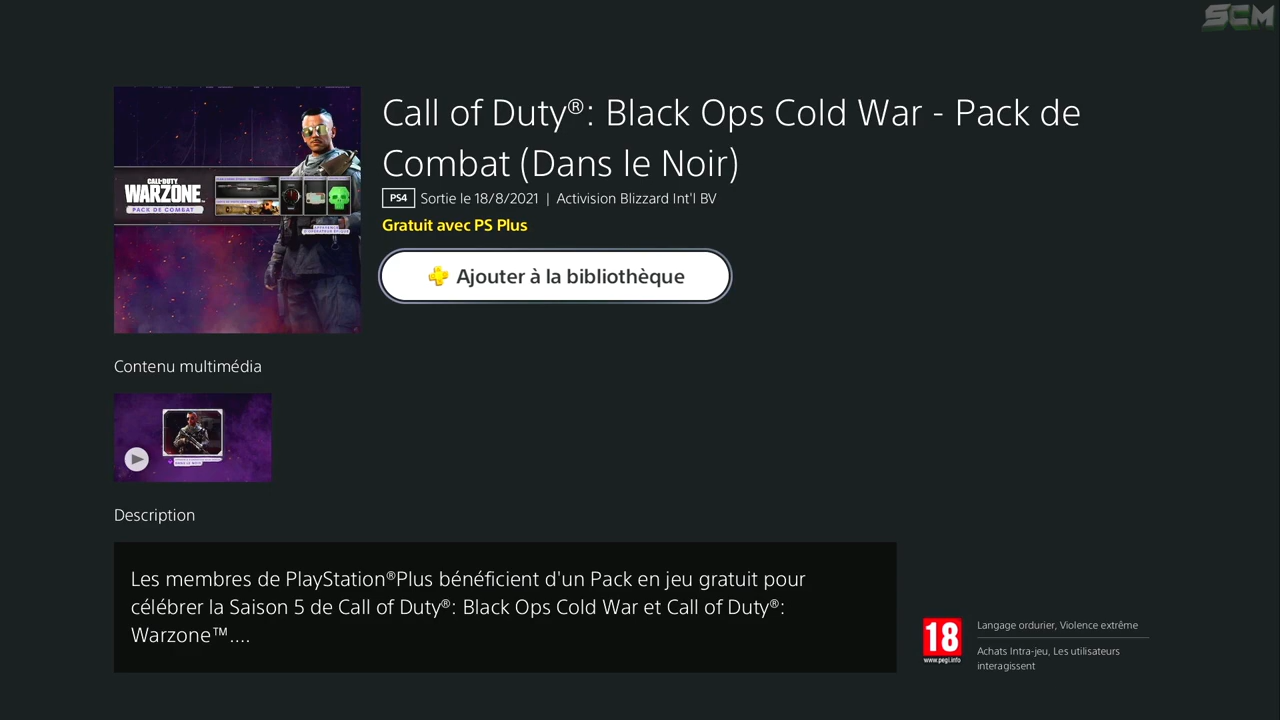 SCM
Call of Duty®: Black Ops Cold War - Pack de
Combat (Dans le Noir)
PS4 Sortie le 18/8/2021 | Activision Blizzard Int'l BV
Gratuit avec PS Plus
Ajouter à la bibliothèque
CALL OF DUTY
WARZONE
PACK DE COMBAT
Contenu multimédia
Description
Les membres de PlayStation®Plus bénéficient d'un Pack en jeu gratuit pour
célébrer la Saison 5 de Call of Duty®: Black Ops Cold War et Call of Duty®:
Warzone™....
18
www.pegi.info
Langage ordurier, Violence extrême
Achats Intra-jeu, Les utilisateurs
interagissent